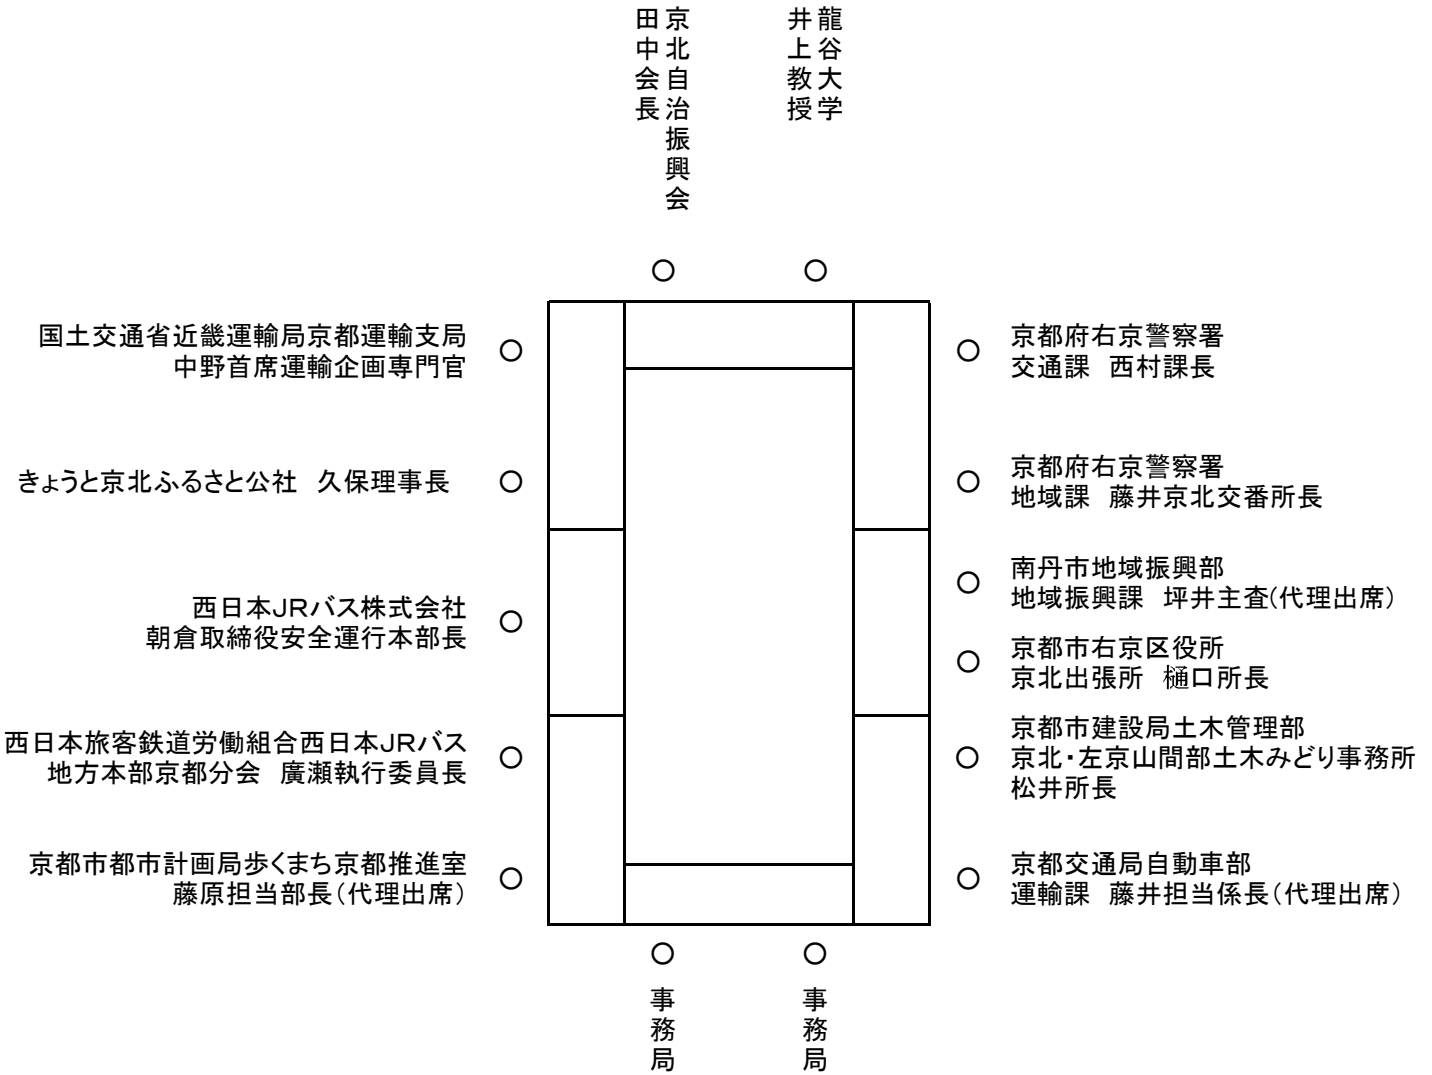 京北自治振興会
田中会長
龍谷大学
井上教授
国土交通省近畿運輸局京都運輸支局
中野首席運輸企画専門官
きょうと京北ふるさと公社　久保理事長
西日本JRバス株式会社
朝倉取締役安全運行本部長
西日本旅客鉄道労働組合西日本JRバス
地方本部京都分会　廣瀬執行委員長
京都市都市計画局歩くまち京都推進室
藤原担当部長（代理出席）
京都府右京警察署
交通課　西村課長
京都府右京警察署
地域課　藤井京北交番所長
南丹市地域振興部
地域振興課　坪井主査(代理出席)
京都市右京区役所
京北出張所　樋口所長
京都市建設局土木管理部
京北・左京山間部土木みどり事務所
松井所長
京都交通局自動車部
運輸課　藤井担当係長（代理出席）
事務局
事務局